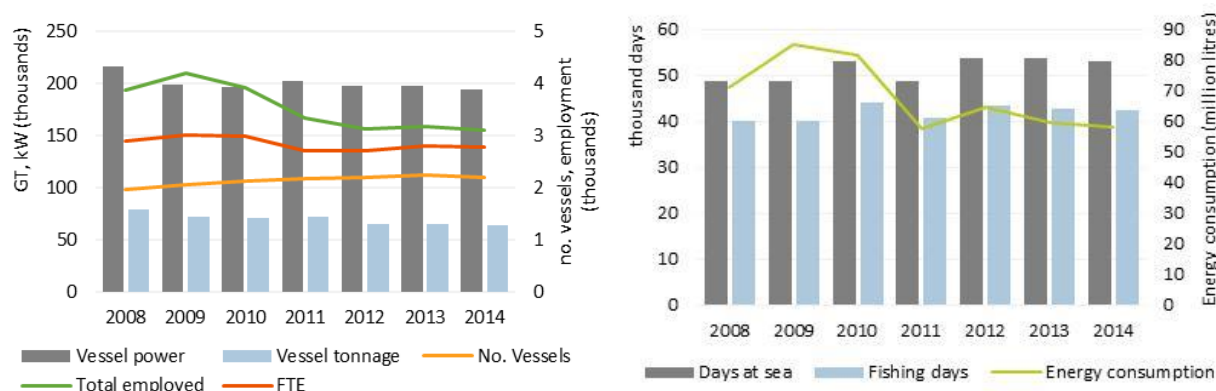 250
200
150
100
50
0
GT, kW (thousands)
5
4
3
2
1
0
no. vessels, employment
(thousands)
2008 2009 2010 2011 2012 2013 2014
Vessel power Vessel tonnage No. Vessels
Total employed FTE
60
50
40
30
20
10
0
thousand days
90
80
70
60
50
40
30
20
10
0
Energy consumption (million litres)
2008 2009 2010 2011 2012 2013 2014
Days at sea Fishing days Energy consumption